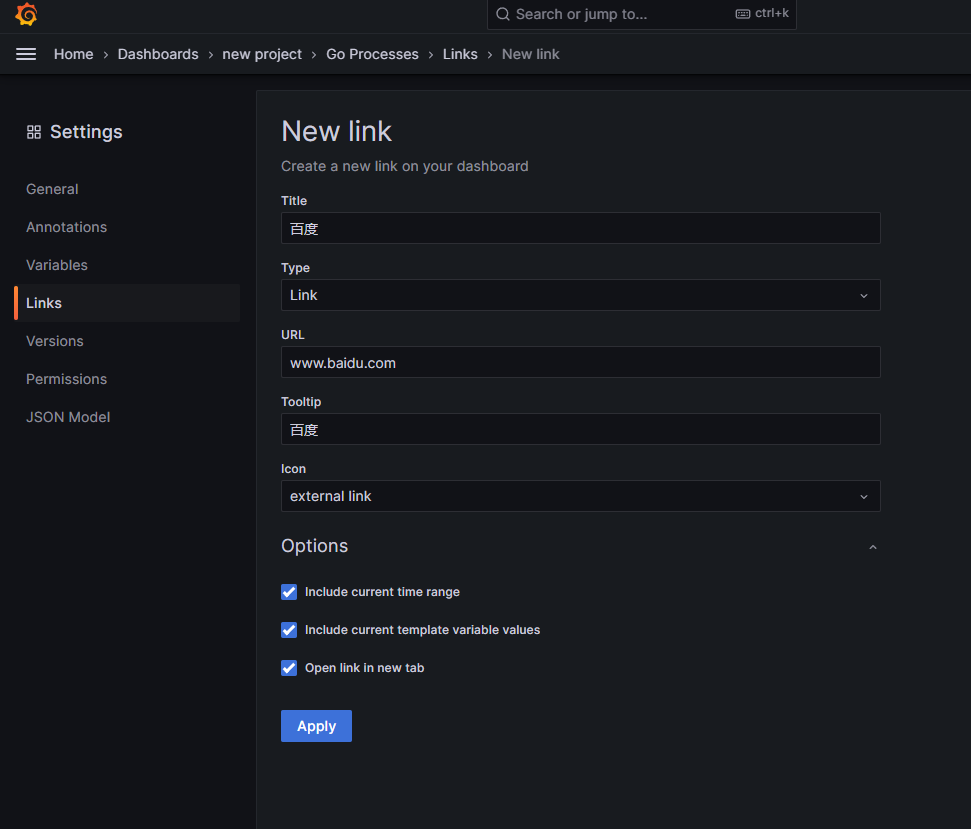 Search or jump to... ctrl+k
Home › Dashboards › new project › Go Processes › Links › New link
Settings
General
Annotations
Variables
Links
Versions
Permissions
JSON Model
New link
Create a new link on your dashboard
Title
百度
Type
Link
URL
www.baidu.com
Tooltip
百度
Icon
external link
Options
Include current time range
Include current template variable values
Open link in new tab
Apply